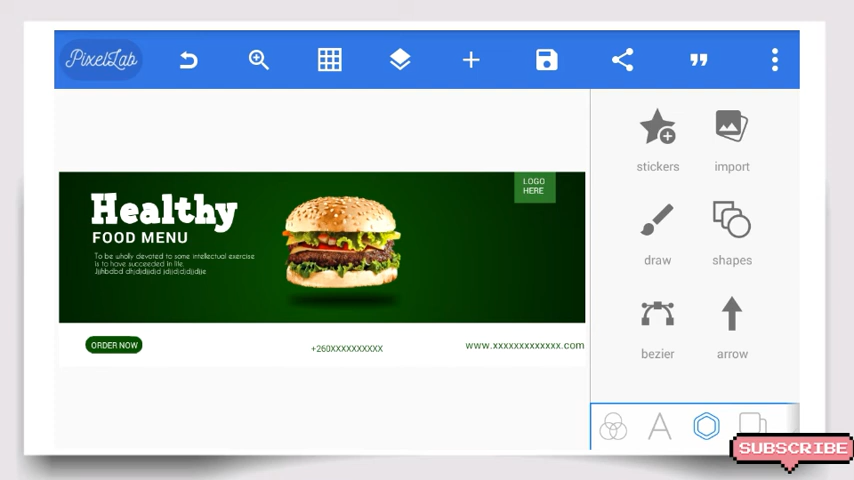 PixelLab
stickers
import
LOGO
HERE
Healthy
FOOD MENU
draw
shapes
To be wholly devoted to some intellectual exercise
is to have succeeded in life.
bezier
arrow
ORDER NOW
+260XXXXXXXXXX
www.xxxxxxxxxxxxx.com
SUBSCRIBE